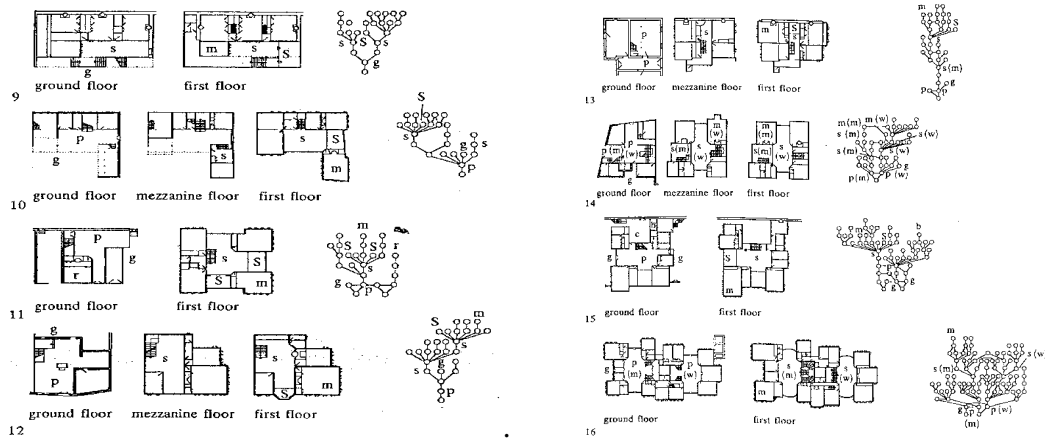 s s S g
m s S
g
ground floor first floor
9
S
p g s s S m
p s
ground floor mezzanine floor first floor
10
p g r s S S m
m S S r s g p
ground floor first floor
11
g p s s m S
S m s s g p
ground floor mezzanine floor first floor
12
p p s S m
m S s (m) p p
ground floor mezzanine floor first floor
13
p (m) p (w) g s(m) s (w) m (w) m (m) s(m) s (w)
m (m) m (w) s (m) s (w) s (m) s (w) g p (m) p (w)
ground floor mezzanine floor first floor
14
c h g p g S s m
m S b p g g
ground floor first floor
15
g p (m) p (w) m s (m) s (w)
m s (w s (m) g p p (w) (m)
ground floor first floor
16